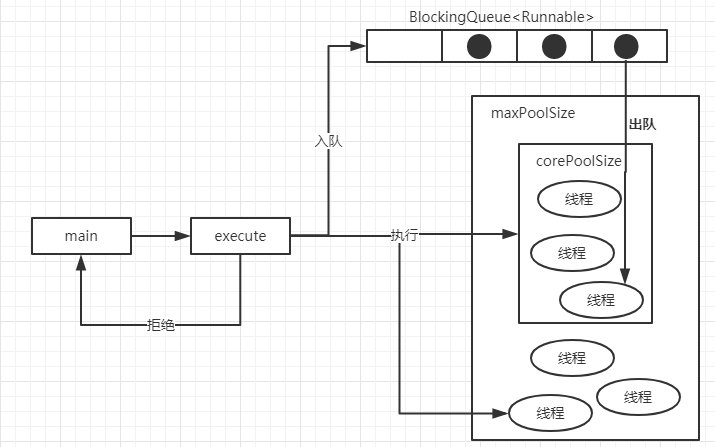 BlockingQueue<Runnable>
maxPoolSize
出队
入队
corePoolSize
线程
main
execute
执行
线程
线程
拒绝
线程
线程
线程